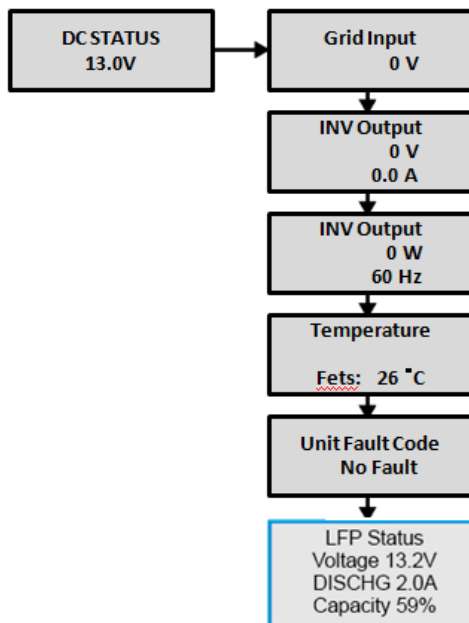 DC STATUS
13.0V
Grid Input
0 V
INV Output
0 V
0.0 A
INV Output
0 W
60 Hz
Temperature
Fets: 26 °C
Unit Fault Code
No Fault
LFP Status
Voltage 13.2V
DISCHG 2.0A
Capacity 59%